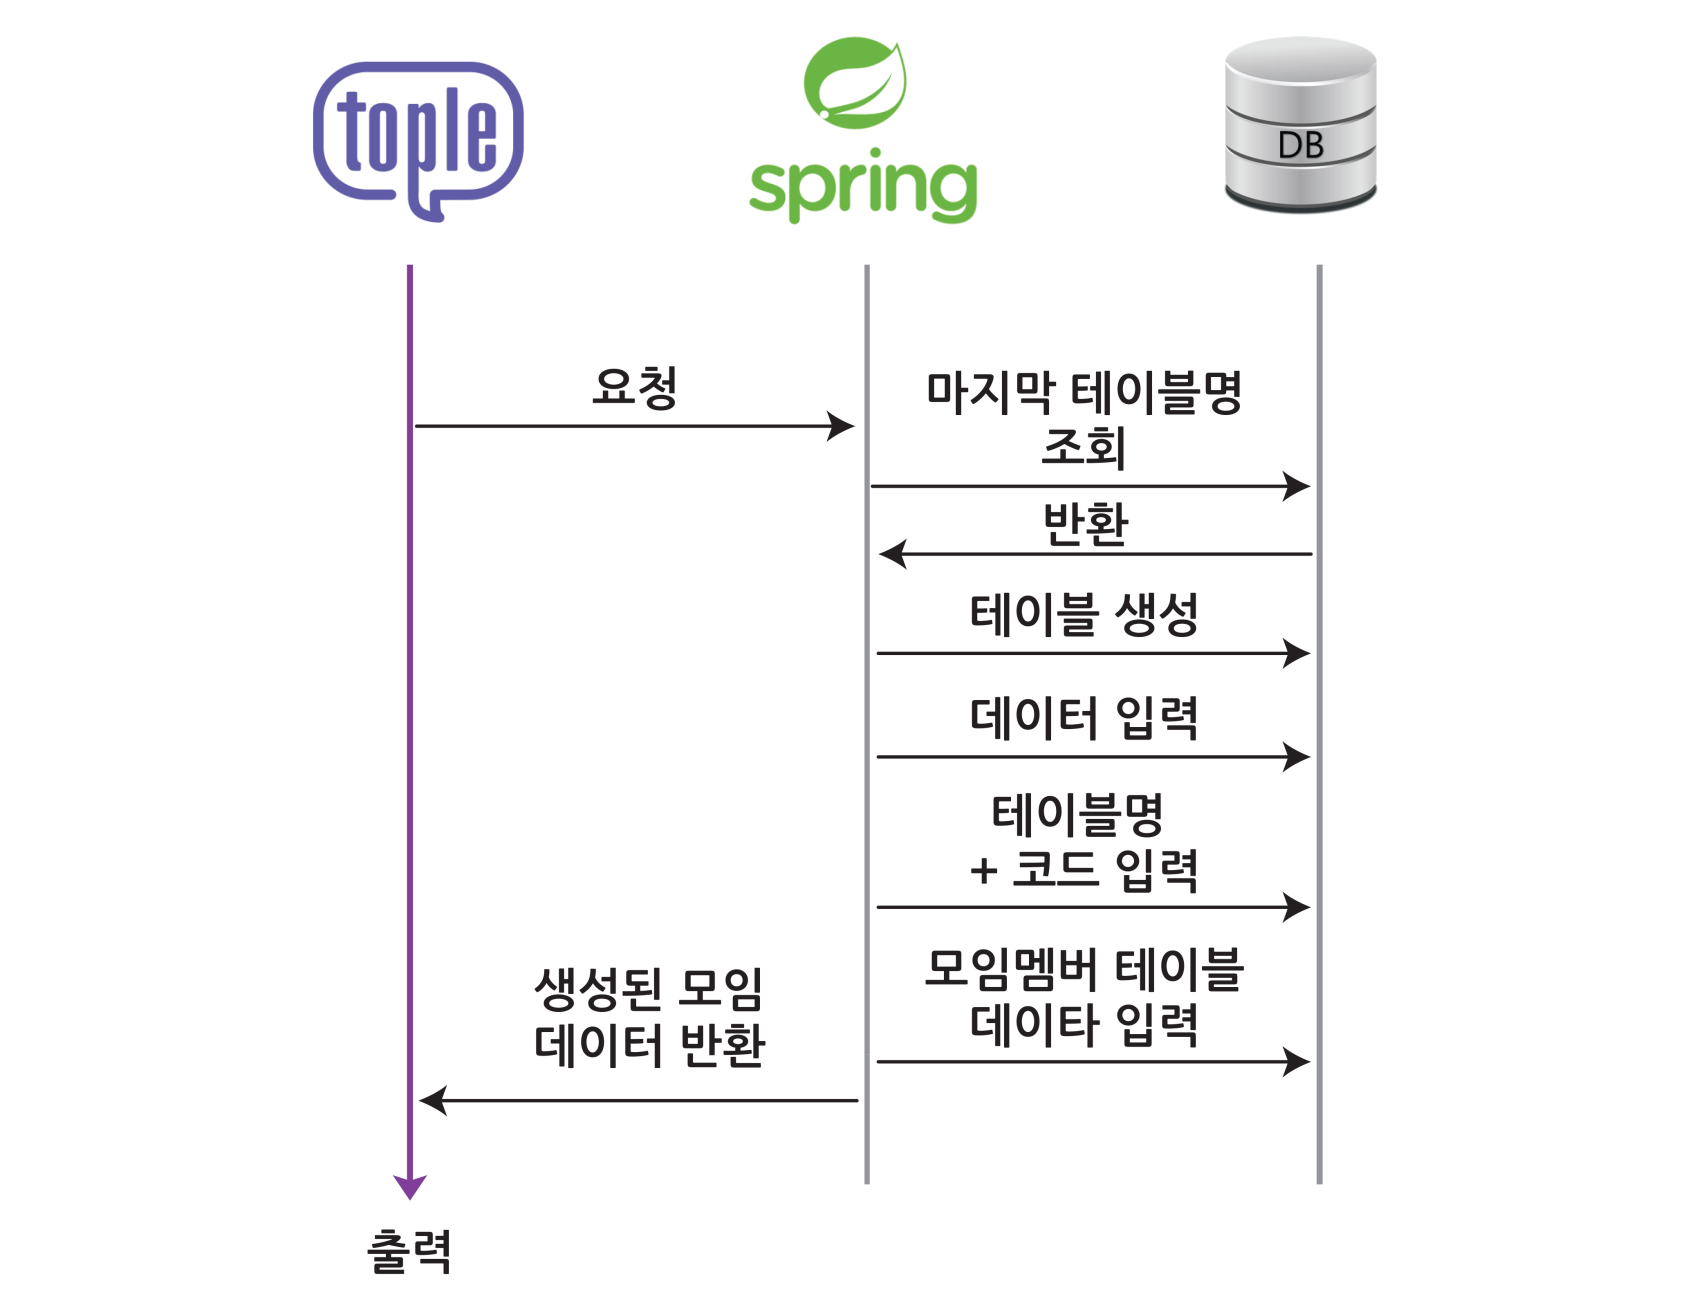 tople
spring
DB
요청
마지막 테이블명
조회
반환
테이블 생성
데이터 입력
테이블명
+ 코드 입력
모임멤버 테이블
데이타 입력
생성된 모임
데이터 반환
출력